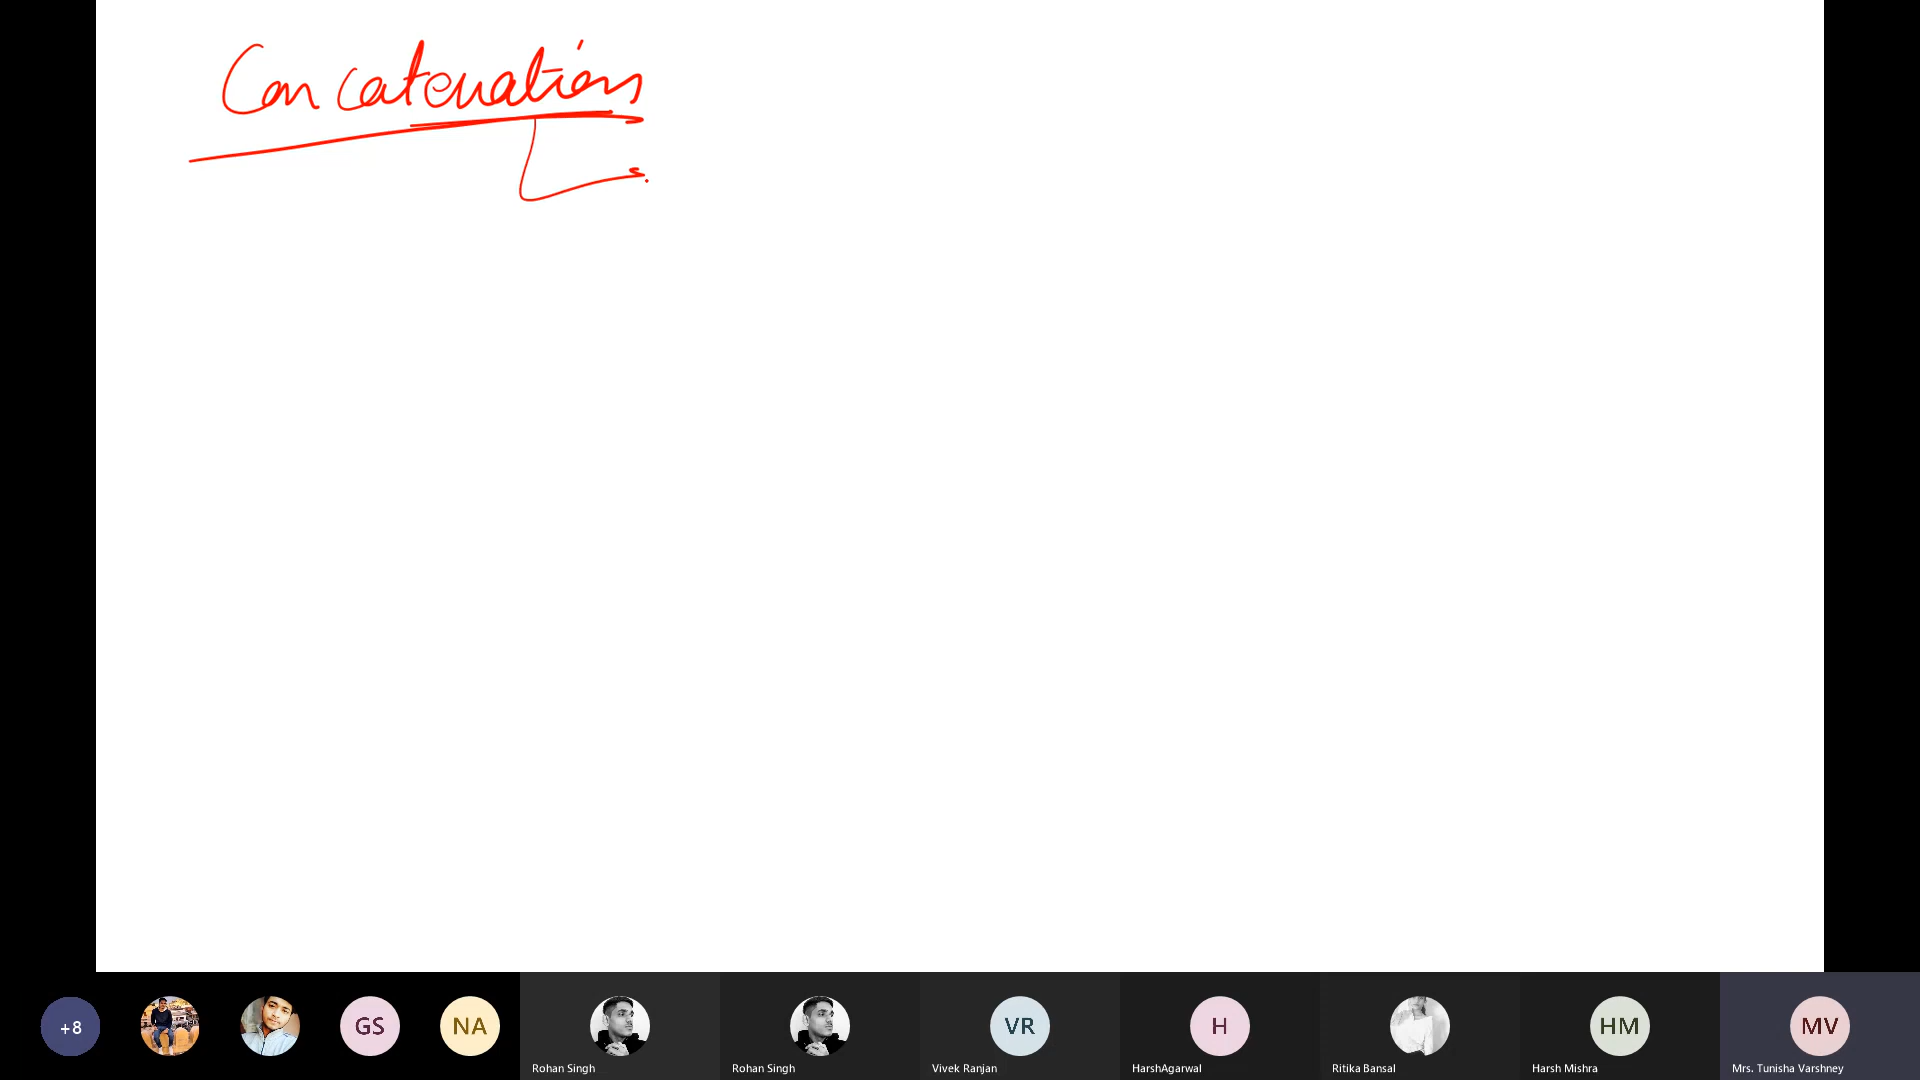 Concatenations
+8
GS
NA
Rohan Singh
Rohan Singh
VR
Vivek Ranjan
H
HarshAgarwal
Ritika Bansal
HM
Harsh Mishra
MV
Mrs. Tunisha Varshney